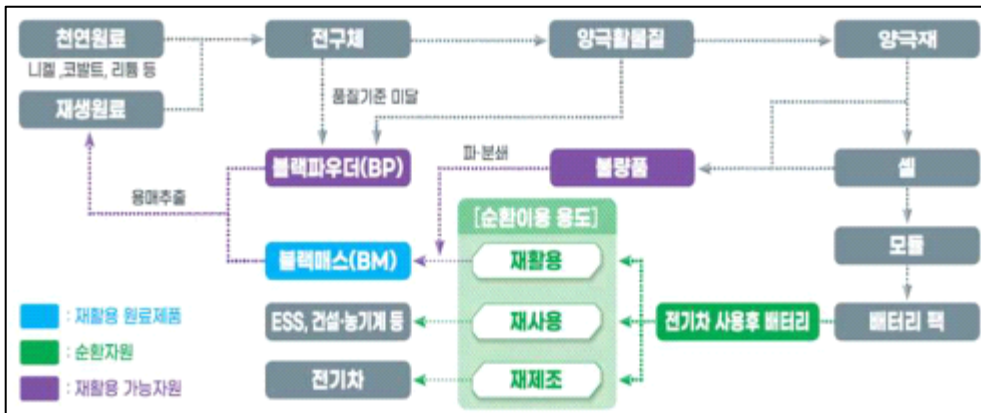 천연원료
전구체
양극활물질
양극재
니켈 ,코발트, 리튬 등
재생원료
품질기준 미달
블랙파우더(BP)
파·분쇄
불량품
셀
용매추출
[순환이용 용도]
블랙매스(BM)
재활용
모듈
: 재활용 원료제품
ESS, 건설·농기계 등
재사용
전기차 사용후 배터리
배터리 팩
: 순환자원
전기차
재제조
: 재활용 가능자원